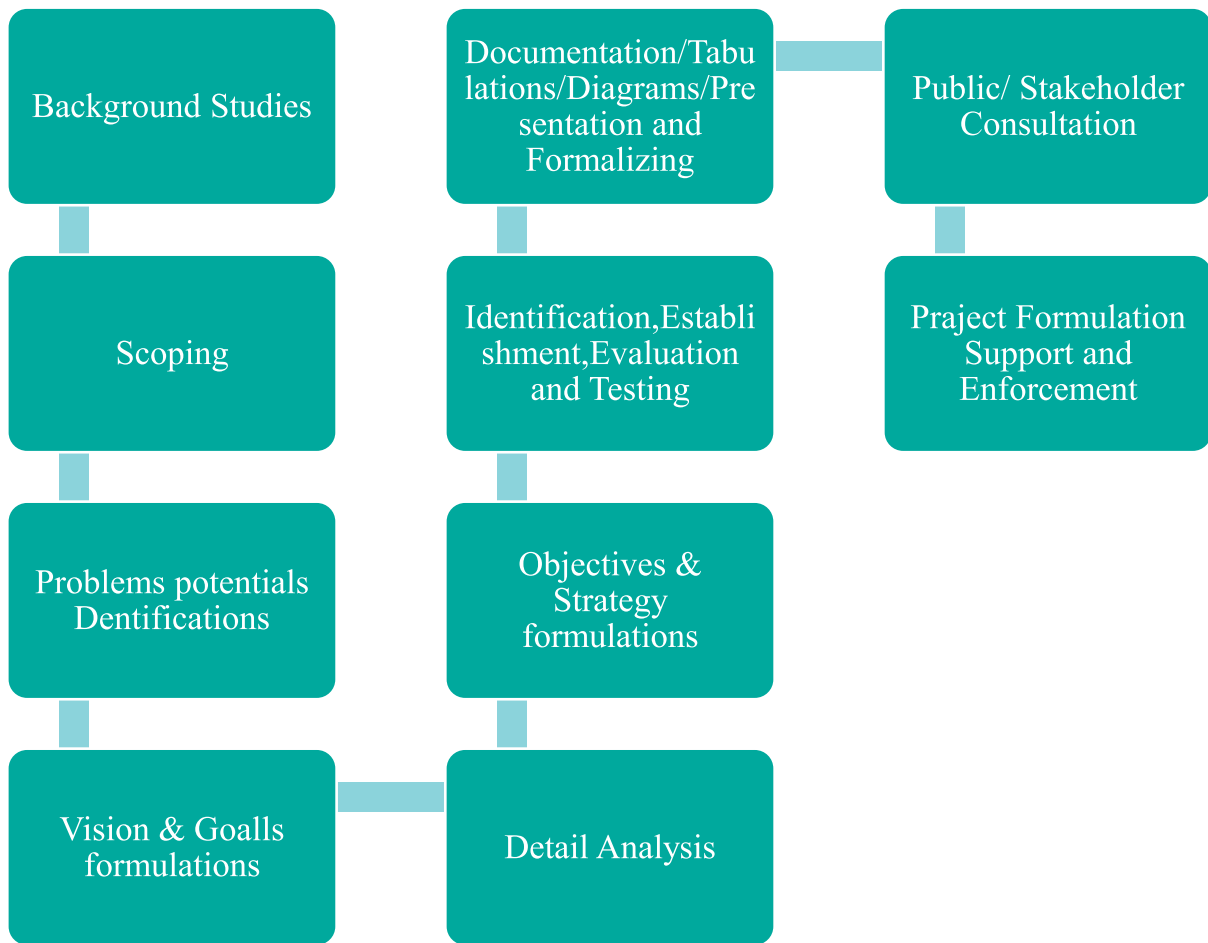 Background Studies
Scoping
Problems potentials
Dentifications
Vision & Goalls
formulations
Detail Analysis
Objectives &
Strategy
formulations
Identification,Establi
shment,Evaluation
and Testing
Documentation/Tabu
lations/Diagrams/Pre
sentation and
Formalizing
Public/ Stakeholder
Consultation
Praject Formulation
Support and
Enforcement